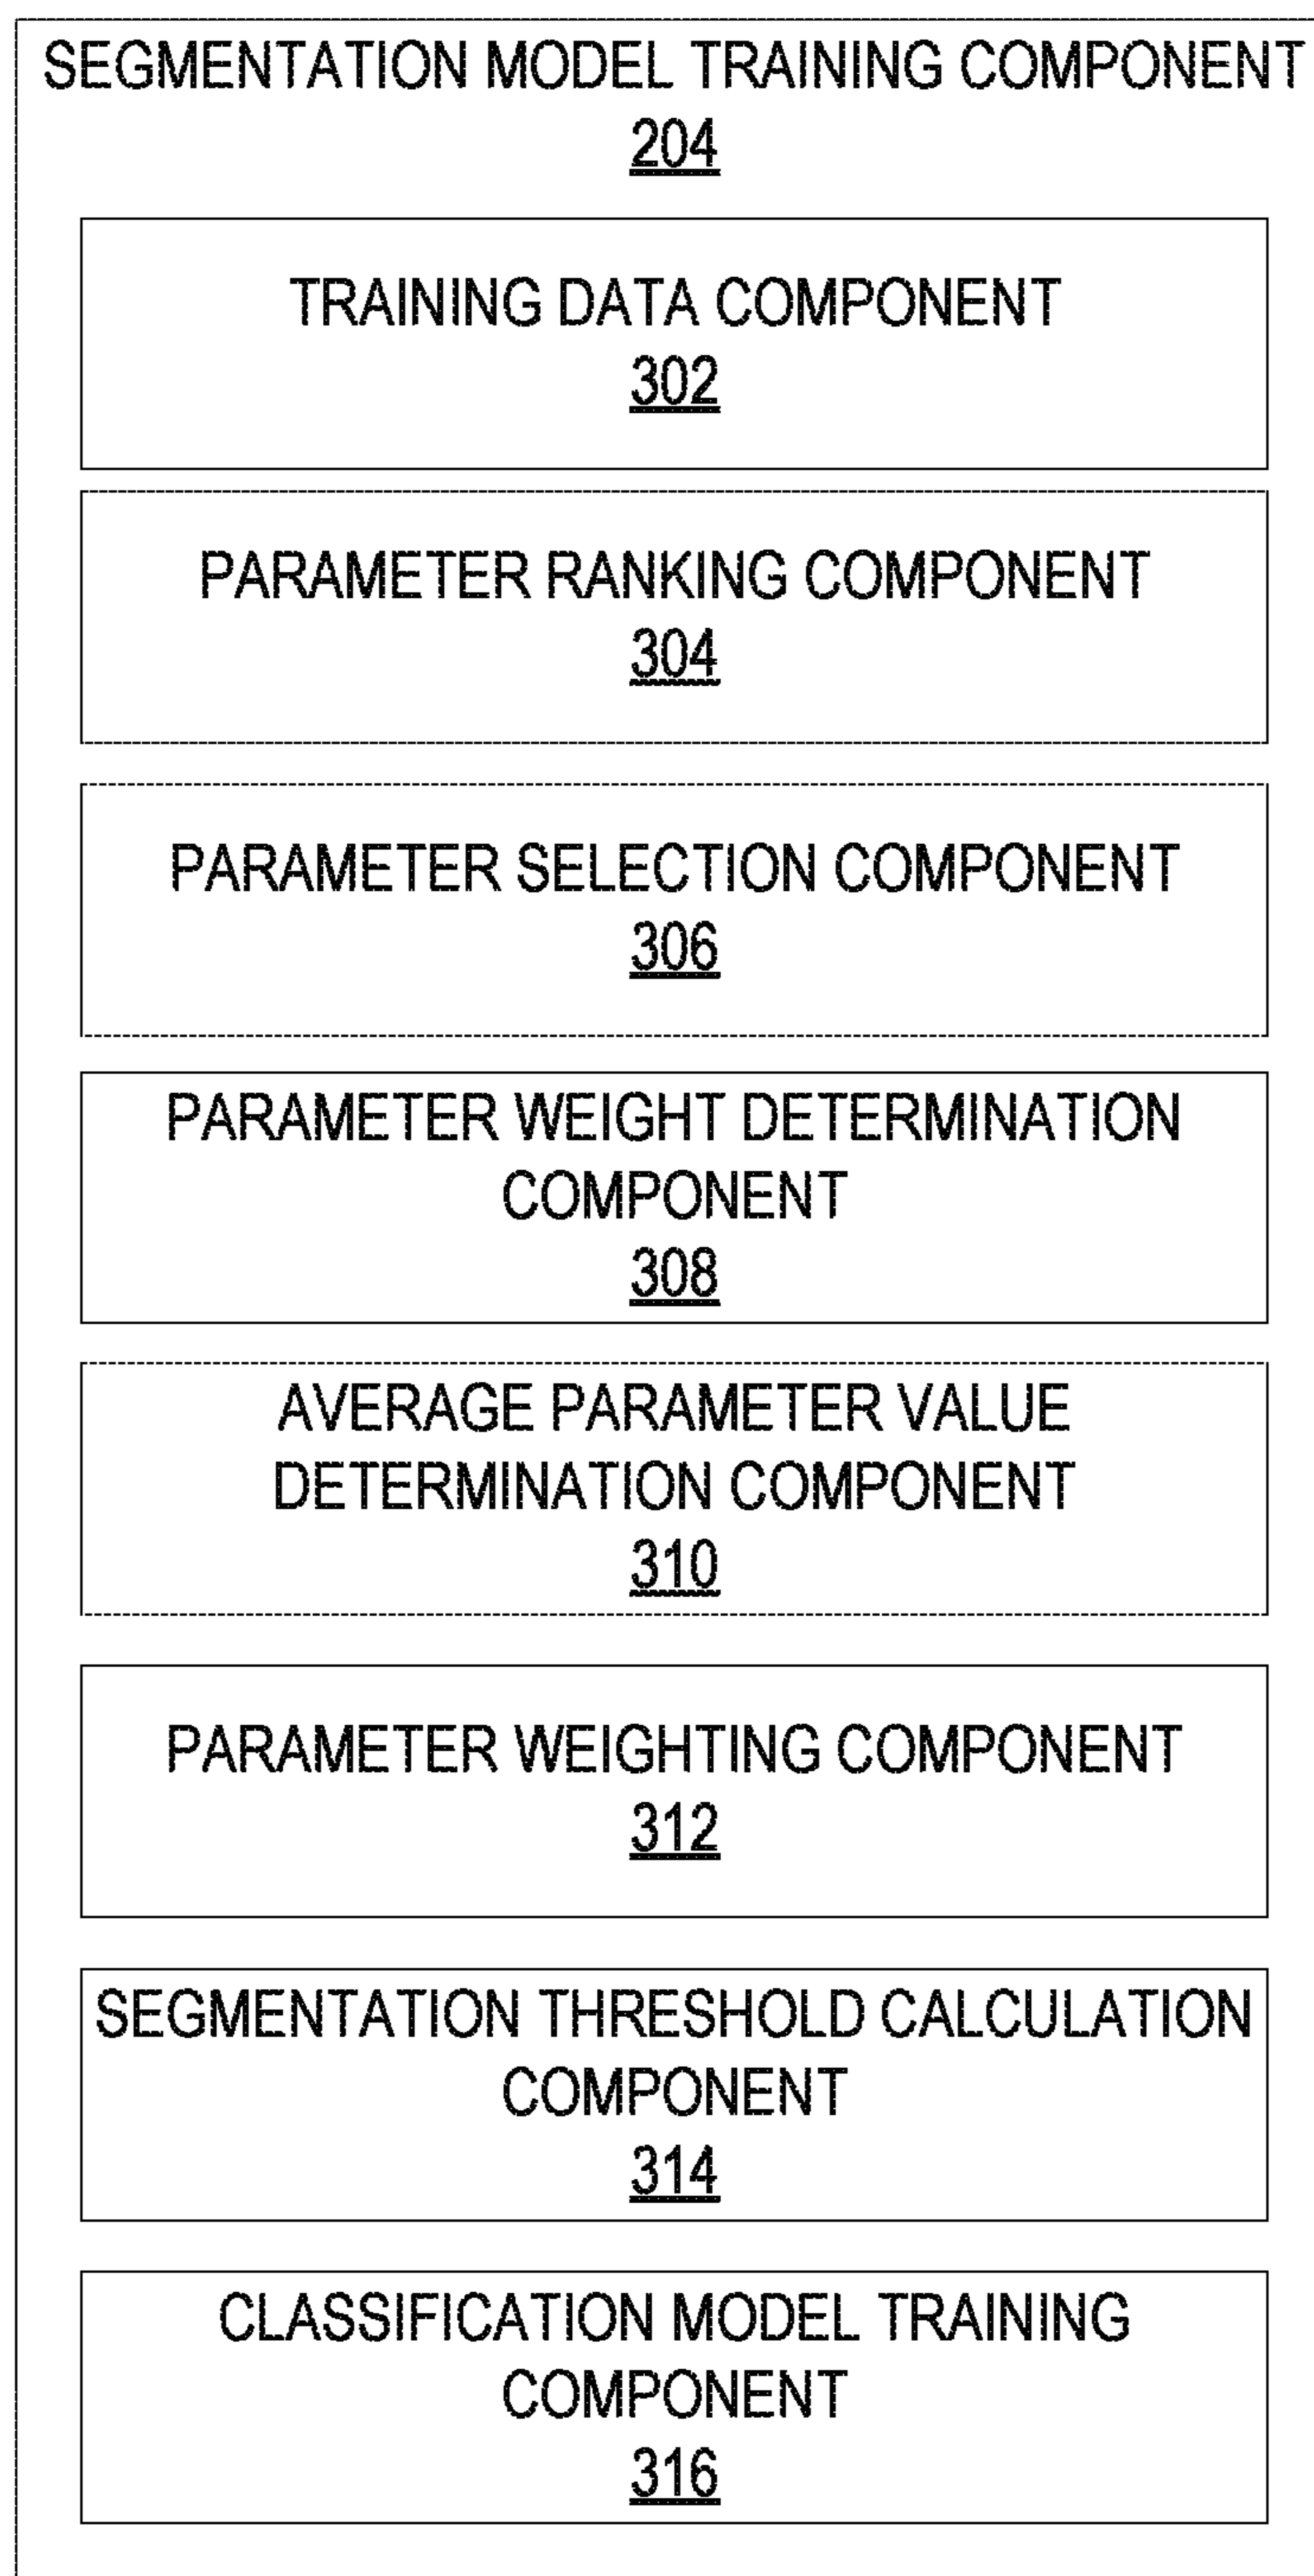 SEGMENTATION MODEL TRAINING COMPONENT
204
TRAINING DATA COMPONENT
302
PARAMETER RANKING COMPONENT
304
PARAMETER SELECTION COMPONENT
306
PARAMETER WEIGHT DETERMINATION
COMPONENT
308
AVERAGE PARAMETER VALUE
DETERMINATION COMPONENT
310
PARAMETER WEIGHTING COMPONENT
312
SEGMENTATION THRESHOLD CALCULATION
COMPONENT
314
CLASSIFICATION MODEL TRAINING
COMPONENT
316